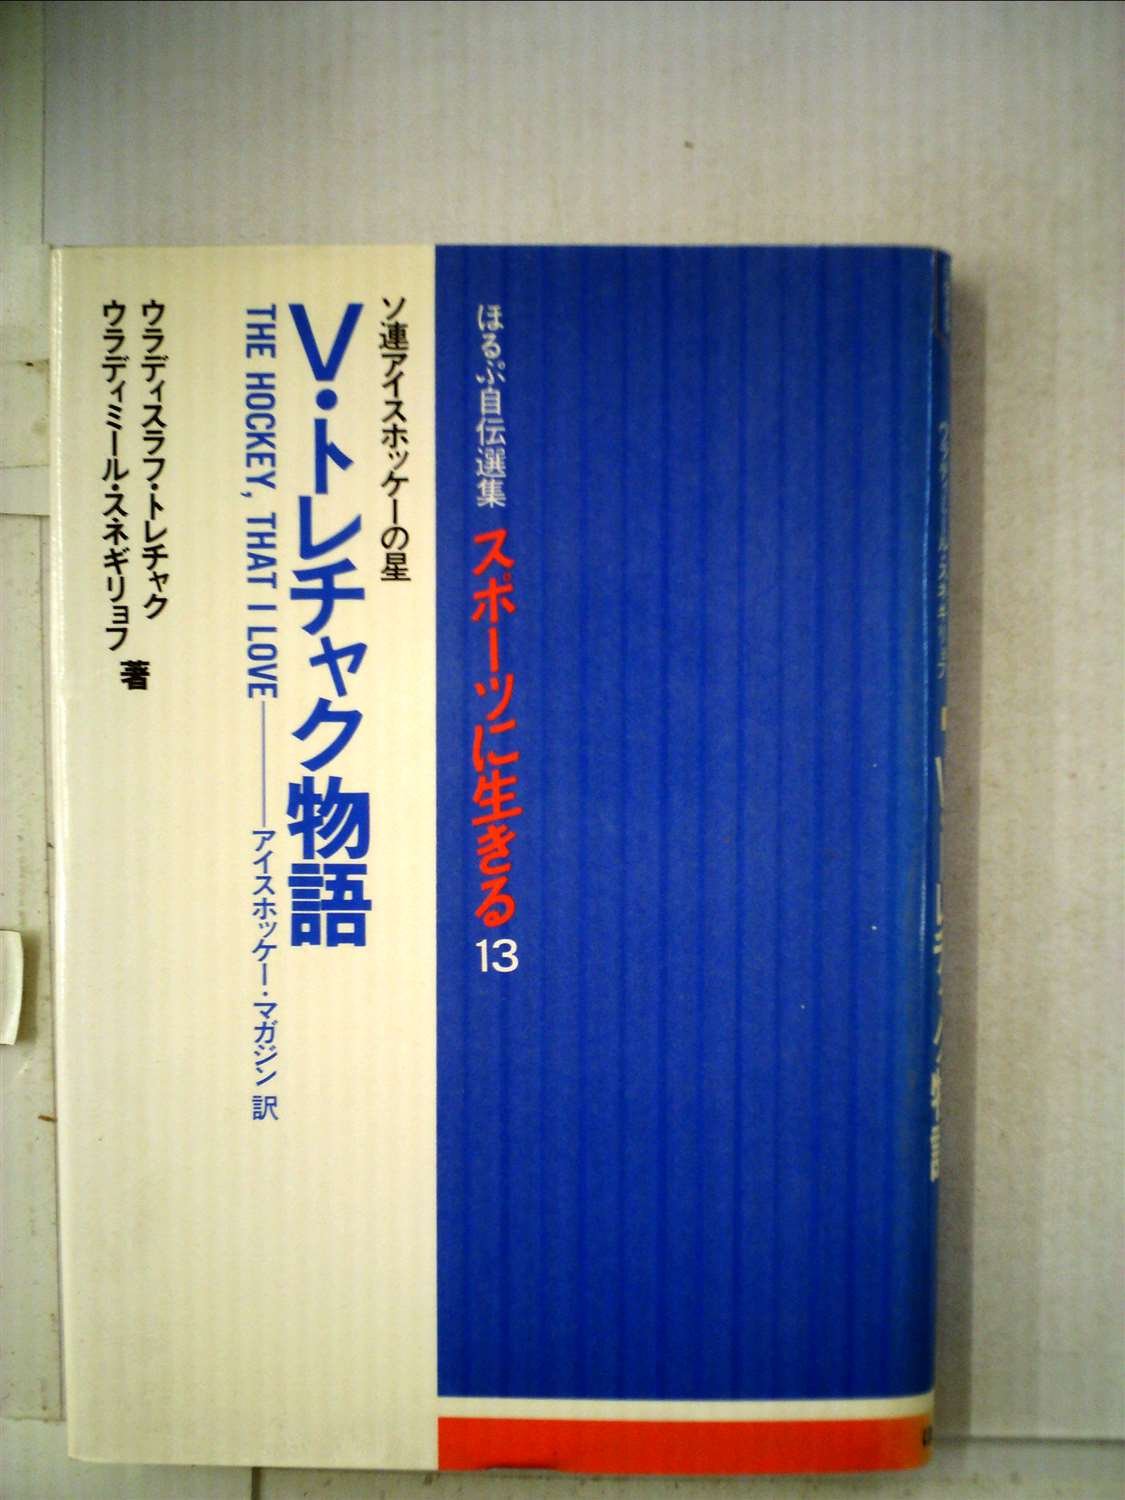 ほるぷ自伝選集 スポーツに生きる 13
ソ連アイスホッケーの星
V・トレチャク物語
THE HOCKEY, THAT I LOVE――アイスホッケー・マガジン 訳
ウラディスラフ・トレチャク
ウラディミール・スネギリョフ
著